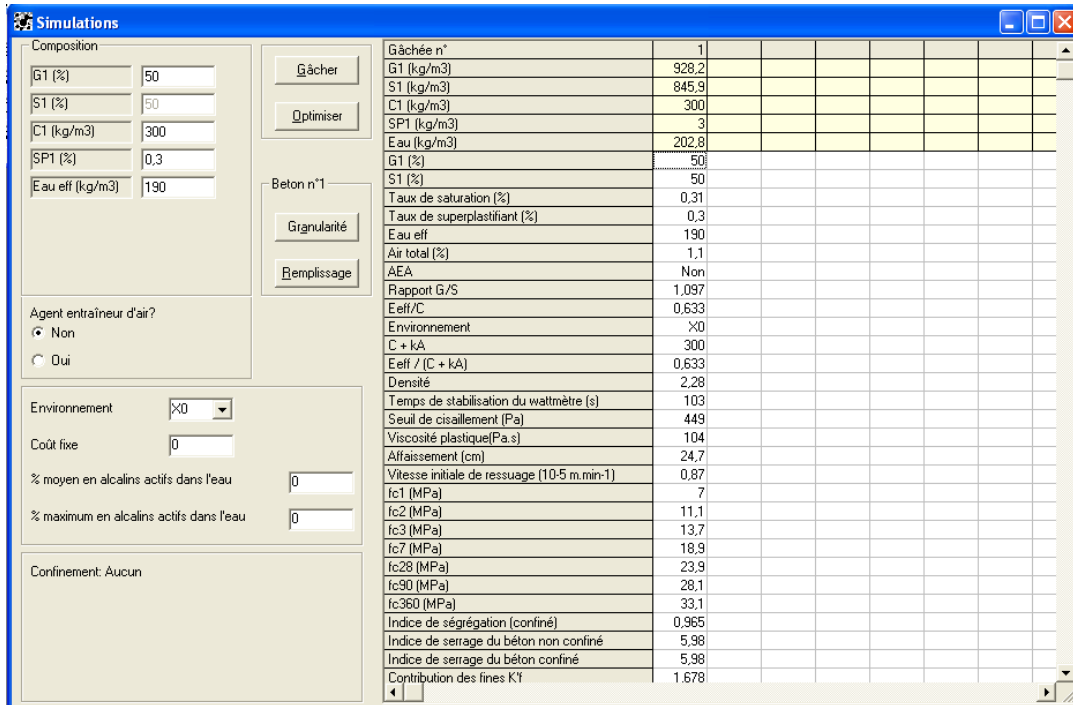 Simulations
Composition
G1 (%) 50
S1 (%) 50
C1 (kg/m3) 300
SP1 (%) 0,3
Eau eff (kg/m3) 190
Gâcher
Optimiser
Beton n°1
Granularité
Remplissage
Agent entraîneur d'air?
Non
Oui
Environnement X0
Coût fixe 0
% moyen en alcalins actifs dans l'eau 0
% maximum en alcalins actifs dans l'eau 0
Confinement: Aucun
Gâchée n° 1
G1 (kg/m3) 928,2
S1 (kg/m3) 845,9
C1 (kg/m3) 300
SP1 (kg/m3) 3
Eau (kg/m3) 202,8
G1 (%) 50
S1 (%) 50
Taux de saturation (%) 0,31
Taux de superplastifiant (%) 0,3
Eau eff 190
Air total (%) 1,1
AEA Non
Rapport G/S 1,097
Eeff/C 0,633
Environnement X0
C + kA 300
Eeff / (C + kA) 0,633
Densité 2,28
Temps de stabilisation du wattmètre (s) 103
Seuil de cisaillement (Pa) 449
Viscosité plastique(Pa.s) 104
Affaissement (cm) 24,7
Vitesse initiale de ressuage (10-5 m.min-1) 0,87
fc1 (MPa) 7
fc2 (MPa) 11,1
fc3 (MPa) 13,7
fc7 (MPa) 18,9
fc28 (MPa) 23,9
fc90 (MPa) 28,1
fc360 (MPa) 33,1
Indice de ségrégation (confiné) 0,965
Indice de serrage du béton non confiné 5,98
Indice de serrage du béton confiné 5,98
Contribution des fines K'f 1,678